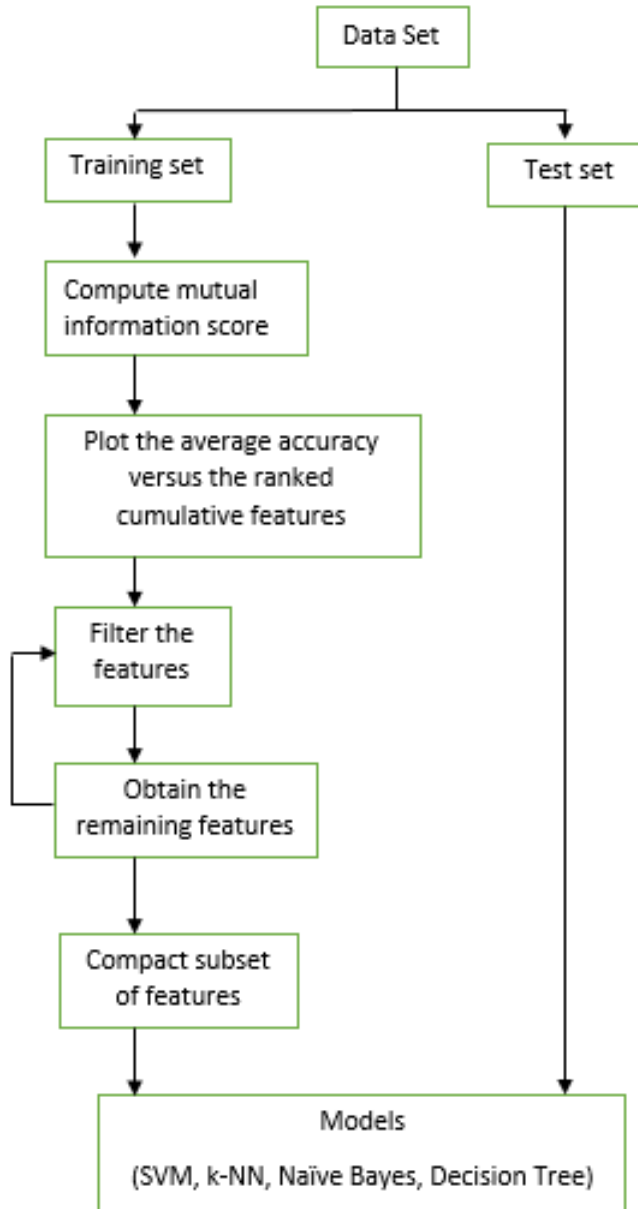 Data Set
Training set
Test set
Compute mutual
information score
Plot the average accuracy
versus the ranked
cumulative features
Filter the
features
Obtain the
remaining features
Compact subset
of features
Models
(SVM, k-NN, Naïve Bayes, Decision Tree)